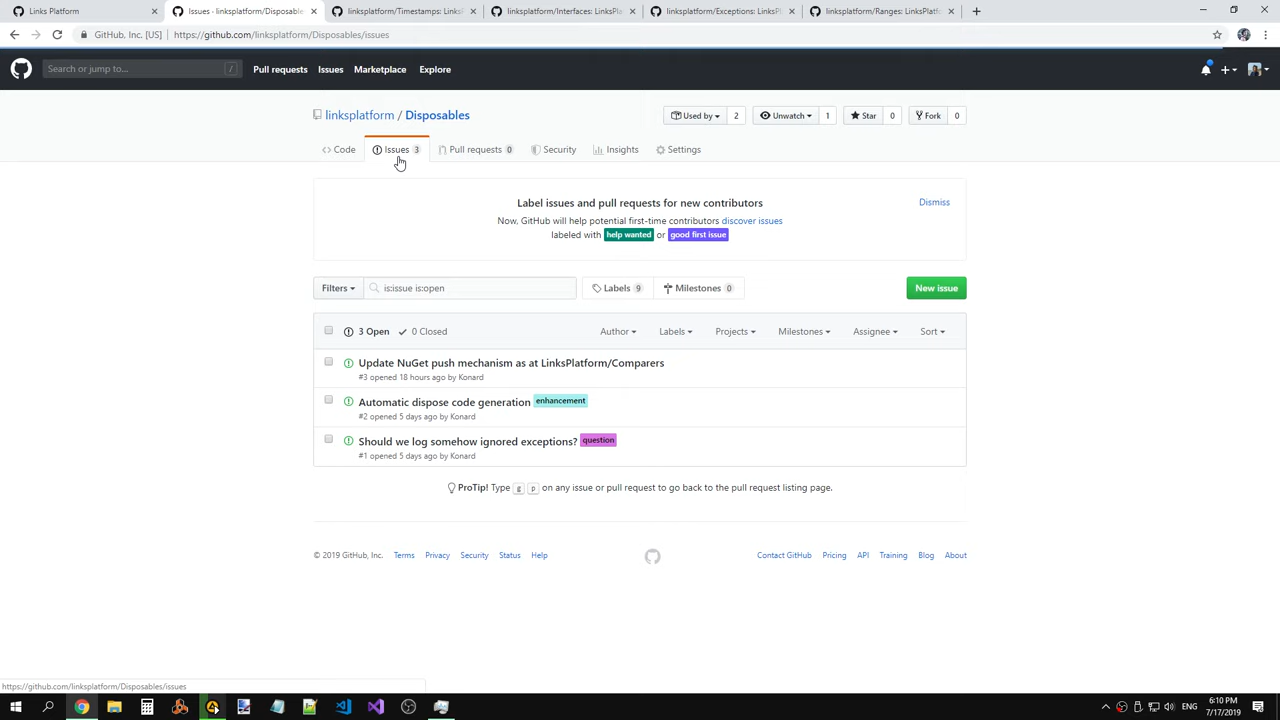 Links Platform
Issues · linksplatform/Disposable
linksplatform/Timestamps: LinksP
linksplatform/Interfaces: LinksPla
linksplatform/Exceptions: LinksPl
linksplatform/Ranges: LinksPlatfo
GitHub, Inc. [US] | https://github.com/linksplatform/Disposables/issues
Search or jump to... /
Pull requests Issues Marketplace Explore
linksplatform / Disposables
Used by 2 Unwatch 1 Star 0 Fork 0
Code Issues 3 Pull requests 0 Security Insights Settings
Label issues and pull requests for new contributors
Dismiss
Now, GitHub will help potential first-time contributors discover issues
labeled with help wanted or good first issue
Filters is:issue is:open Labels 9 Milestones 0 New issue
3 Open 0 Closed Author Labels Projects Milestones Assignee Sort
Update NuGet push mechanism as at LinksPlatform/Comparers
#3 opened 18 hours ago by Konard
Automatic dispose code generation enhancement
#2 opened 5 days ago by Konard
Should we log somehow ignored exceptions? question
#1 opened 5 days ago by Konard
ProTip! Type g p on any issue or pull request to go back to the pull request listing page.
© 2019 GitHub, Inc. Terms Privacy Security Status Help
Contact GitHub Pricing API Training Blog About
https://github.com/linksplatform/Disposables/issues
ENG
6:10 PM
7/17/2019